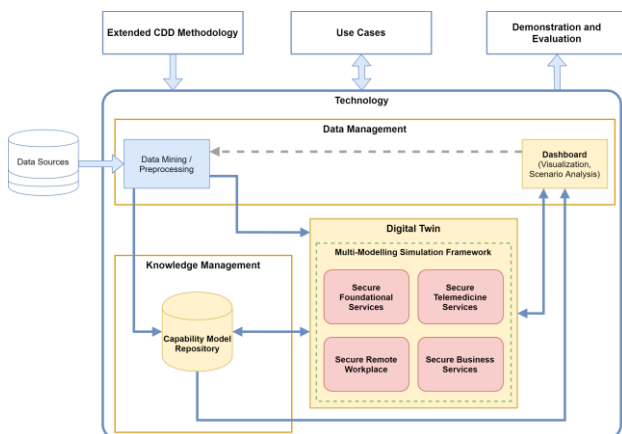 Extended CDD Methodology
Use Cases
Demonstration and
Evaluation
Technology
Data Management
Data Sources
Data Mining /
Preprocessing
Dashboard
(Visualization,
Scenario Analysis)
Digital Twin
Multi-Modelling Simulation Framework
Knowledge Management
Secure
Foundational
Services
Secure
Telemedicine
Services
Capability Model
Repository
Secure Remote
Workplace
Secure Business
Services